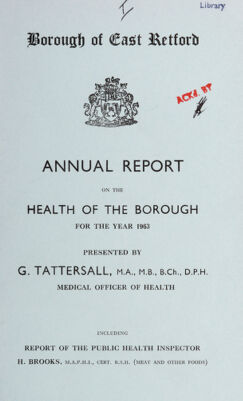 Library
Borough of East Retford
ACKd. BY
ANNUAL REPORT
ON THE
HEALTH OF THE BOROUGH
FOR THE YEAR 1963
PRESENTED BY
G. TATTERSALL, M.A., M.B., B.Ch., D.P.H.
MEDICAL OFFICER OF HEALTH
INCLUDING
REPORT OF THE PUBLIC HEALTH INSPECTOR
H. BROOKS, M.A.P.H.I., CERT. R.S.H. (MEAT AND OTHER FOODS)